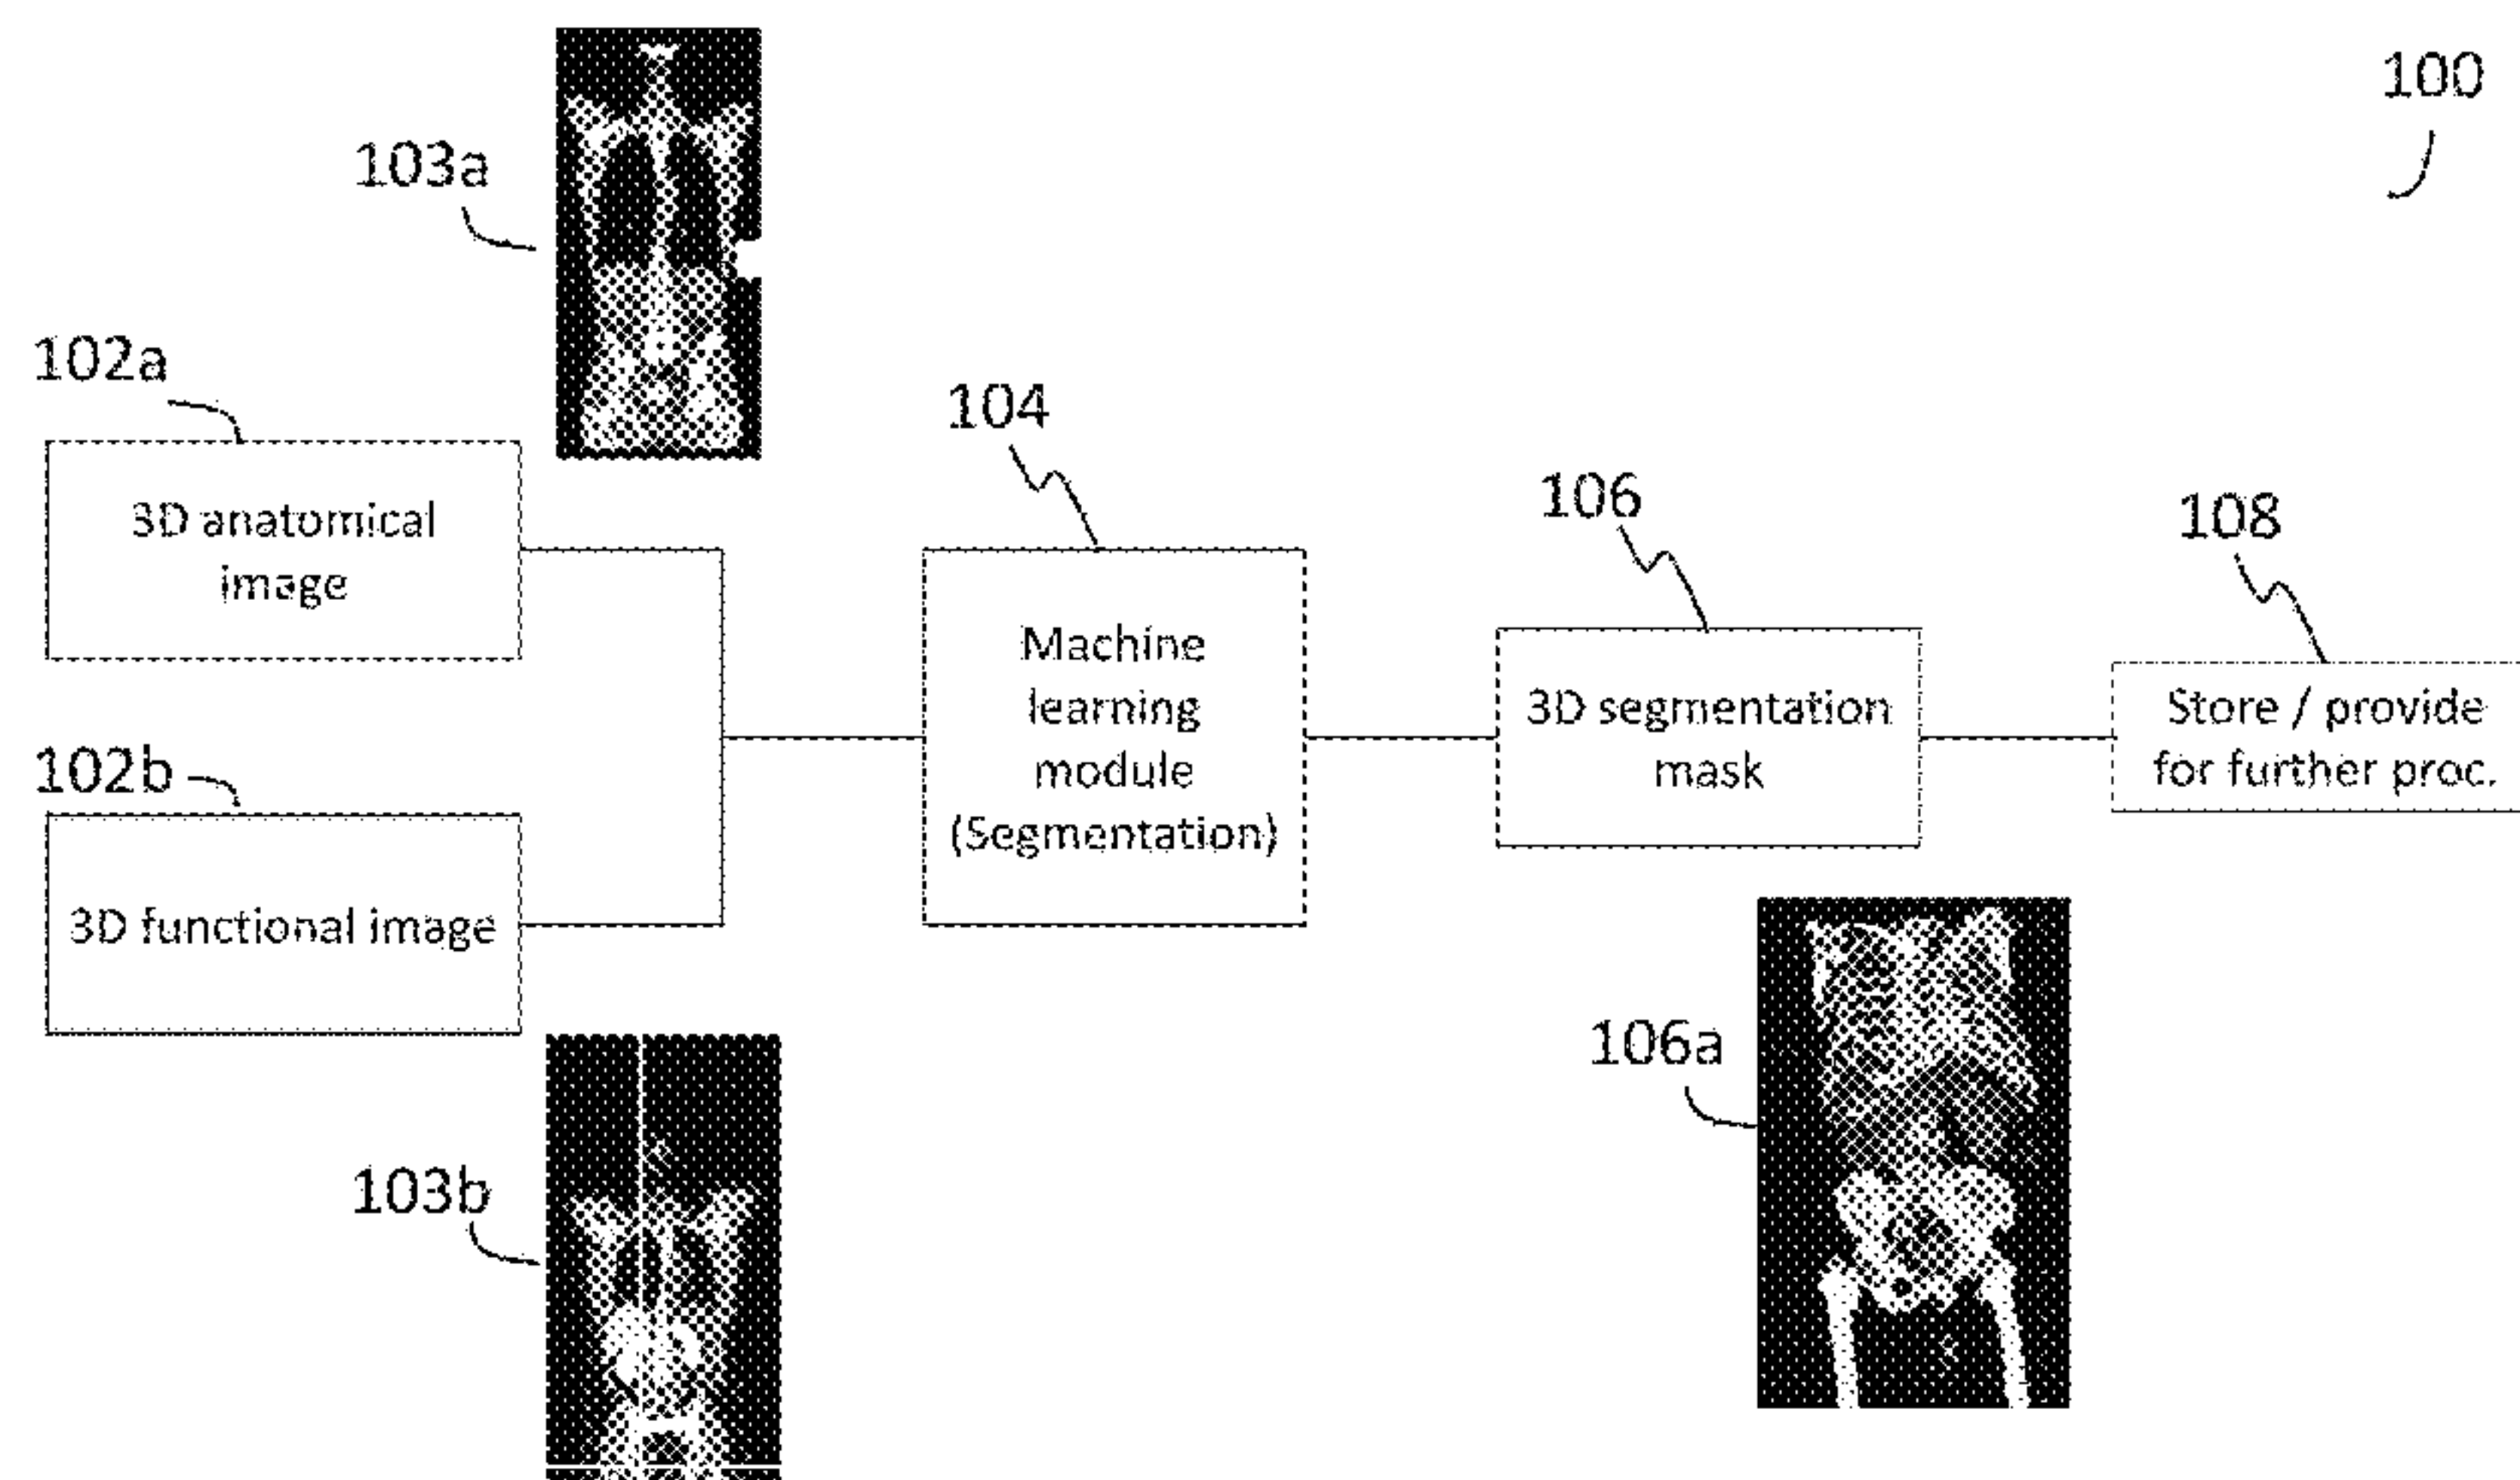 100
103a
102a
3D anatomical
image
104
Machine
learning
module
(Segmentation)
106
3D segmentation
mask
108
Store / provide
for further proc.
102b
3D functional image
103b
106a